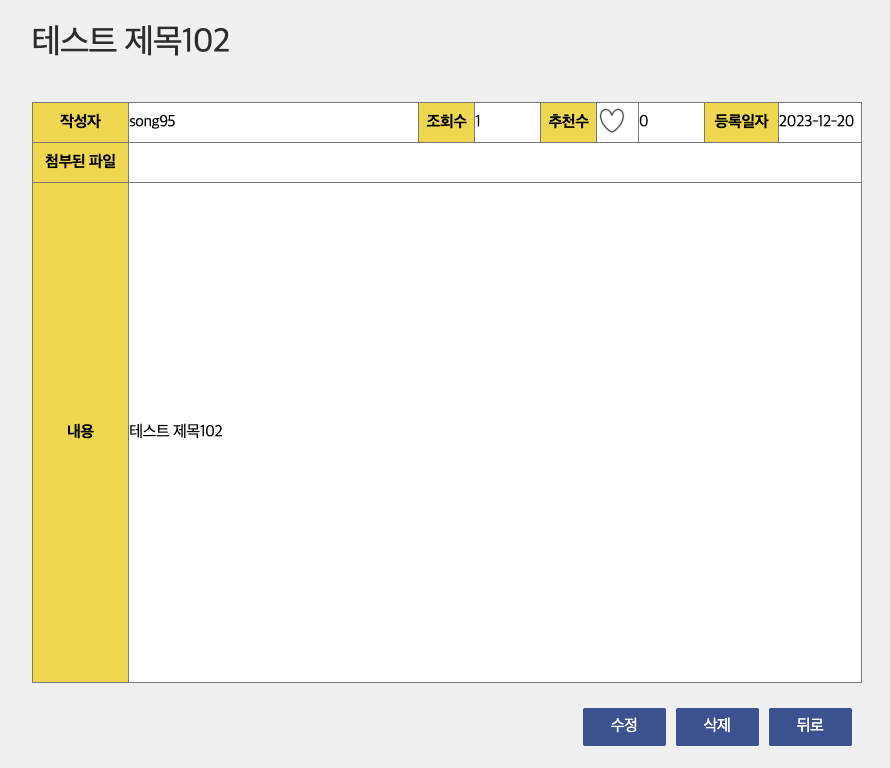 테스트 제목102
작성자 song95 조회수 1 추천수 0 등록일자 2023-12-20
첨부된 파일
내용 테스트 제목102
수정 삭제 뒤로